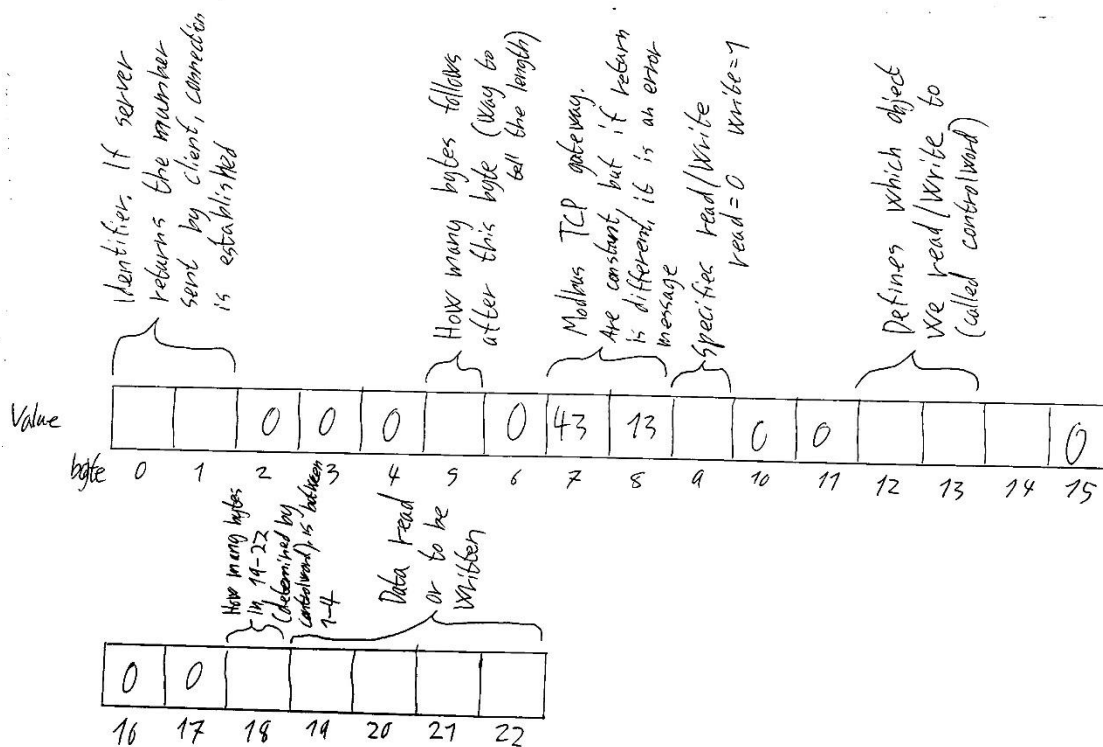 Identifier. If server
returns the number
sent by client, connection
is established
How many bytes follows
after this byte (way to
tell the length)
Modbus TCP gateway.
Are constant, but if return
is different, it is an error
message
Specifies read/write
read=0 write=1
Defines which object
we read/write to
(called controlword)
Value 0 0 0 0 43 13 0 0 0
byte 0 1 2 3 4 5 6 7 8 9 10 11 12 13 14 15
How many bytes
in 19-22
(determined by
controlword), is between
1-4
Data read
or to be
written
0 0
16 17 18 19 20 21 22